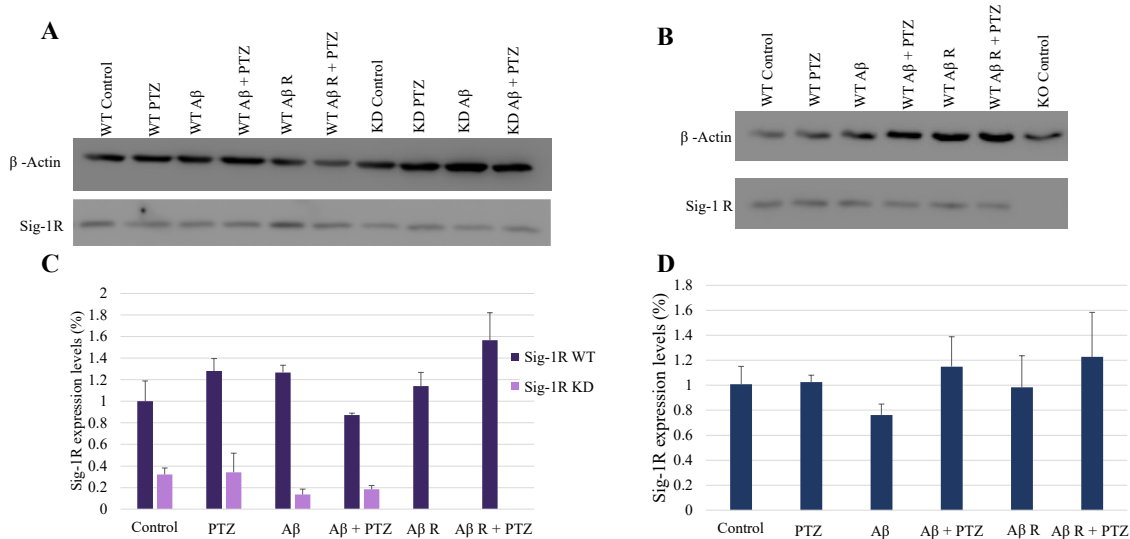 A
WT Control
WT PTZ
WT Aβ
WT Aβ + PTZ
WT Aβ R
WT Aβ R + PTZ
KD Control
KD PTZ
KD Aβ
KD Aβ + PTZ
β -Actin
Sig-1R
B
WT Control
WT PTZ
WT Aβ
WT Aβ + PTZ
WT Aβ R
WT Aβ R + PTZ
KO Control
β-Actin
Sig-1 R
C
Sig-1R expression levels (%)
2
1.8
1.6
1.4
1.2
1
0.8
0.6
0.4
0.2
0
Control
PTZ
Aβ
Aβ + PTZ
Aβ R
Aβ R + PTZ
Sig-1R WT
Sig-1R KD
D
Sig-1R expression levels (%)
1.8
1.6
1.4
1.2
1
0.8
0.6
0.4
0.2
0
Control
PTZ
Aβ
Aβ + PTZ
Aβ R
Aβ R + PTZ